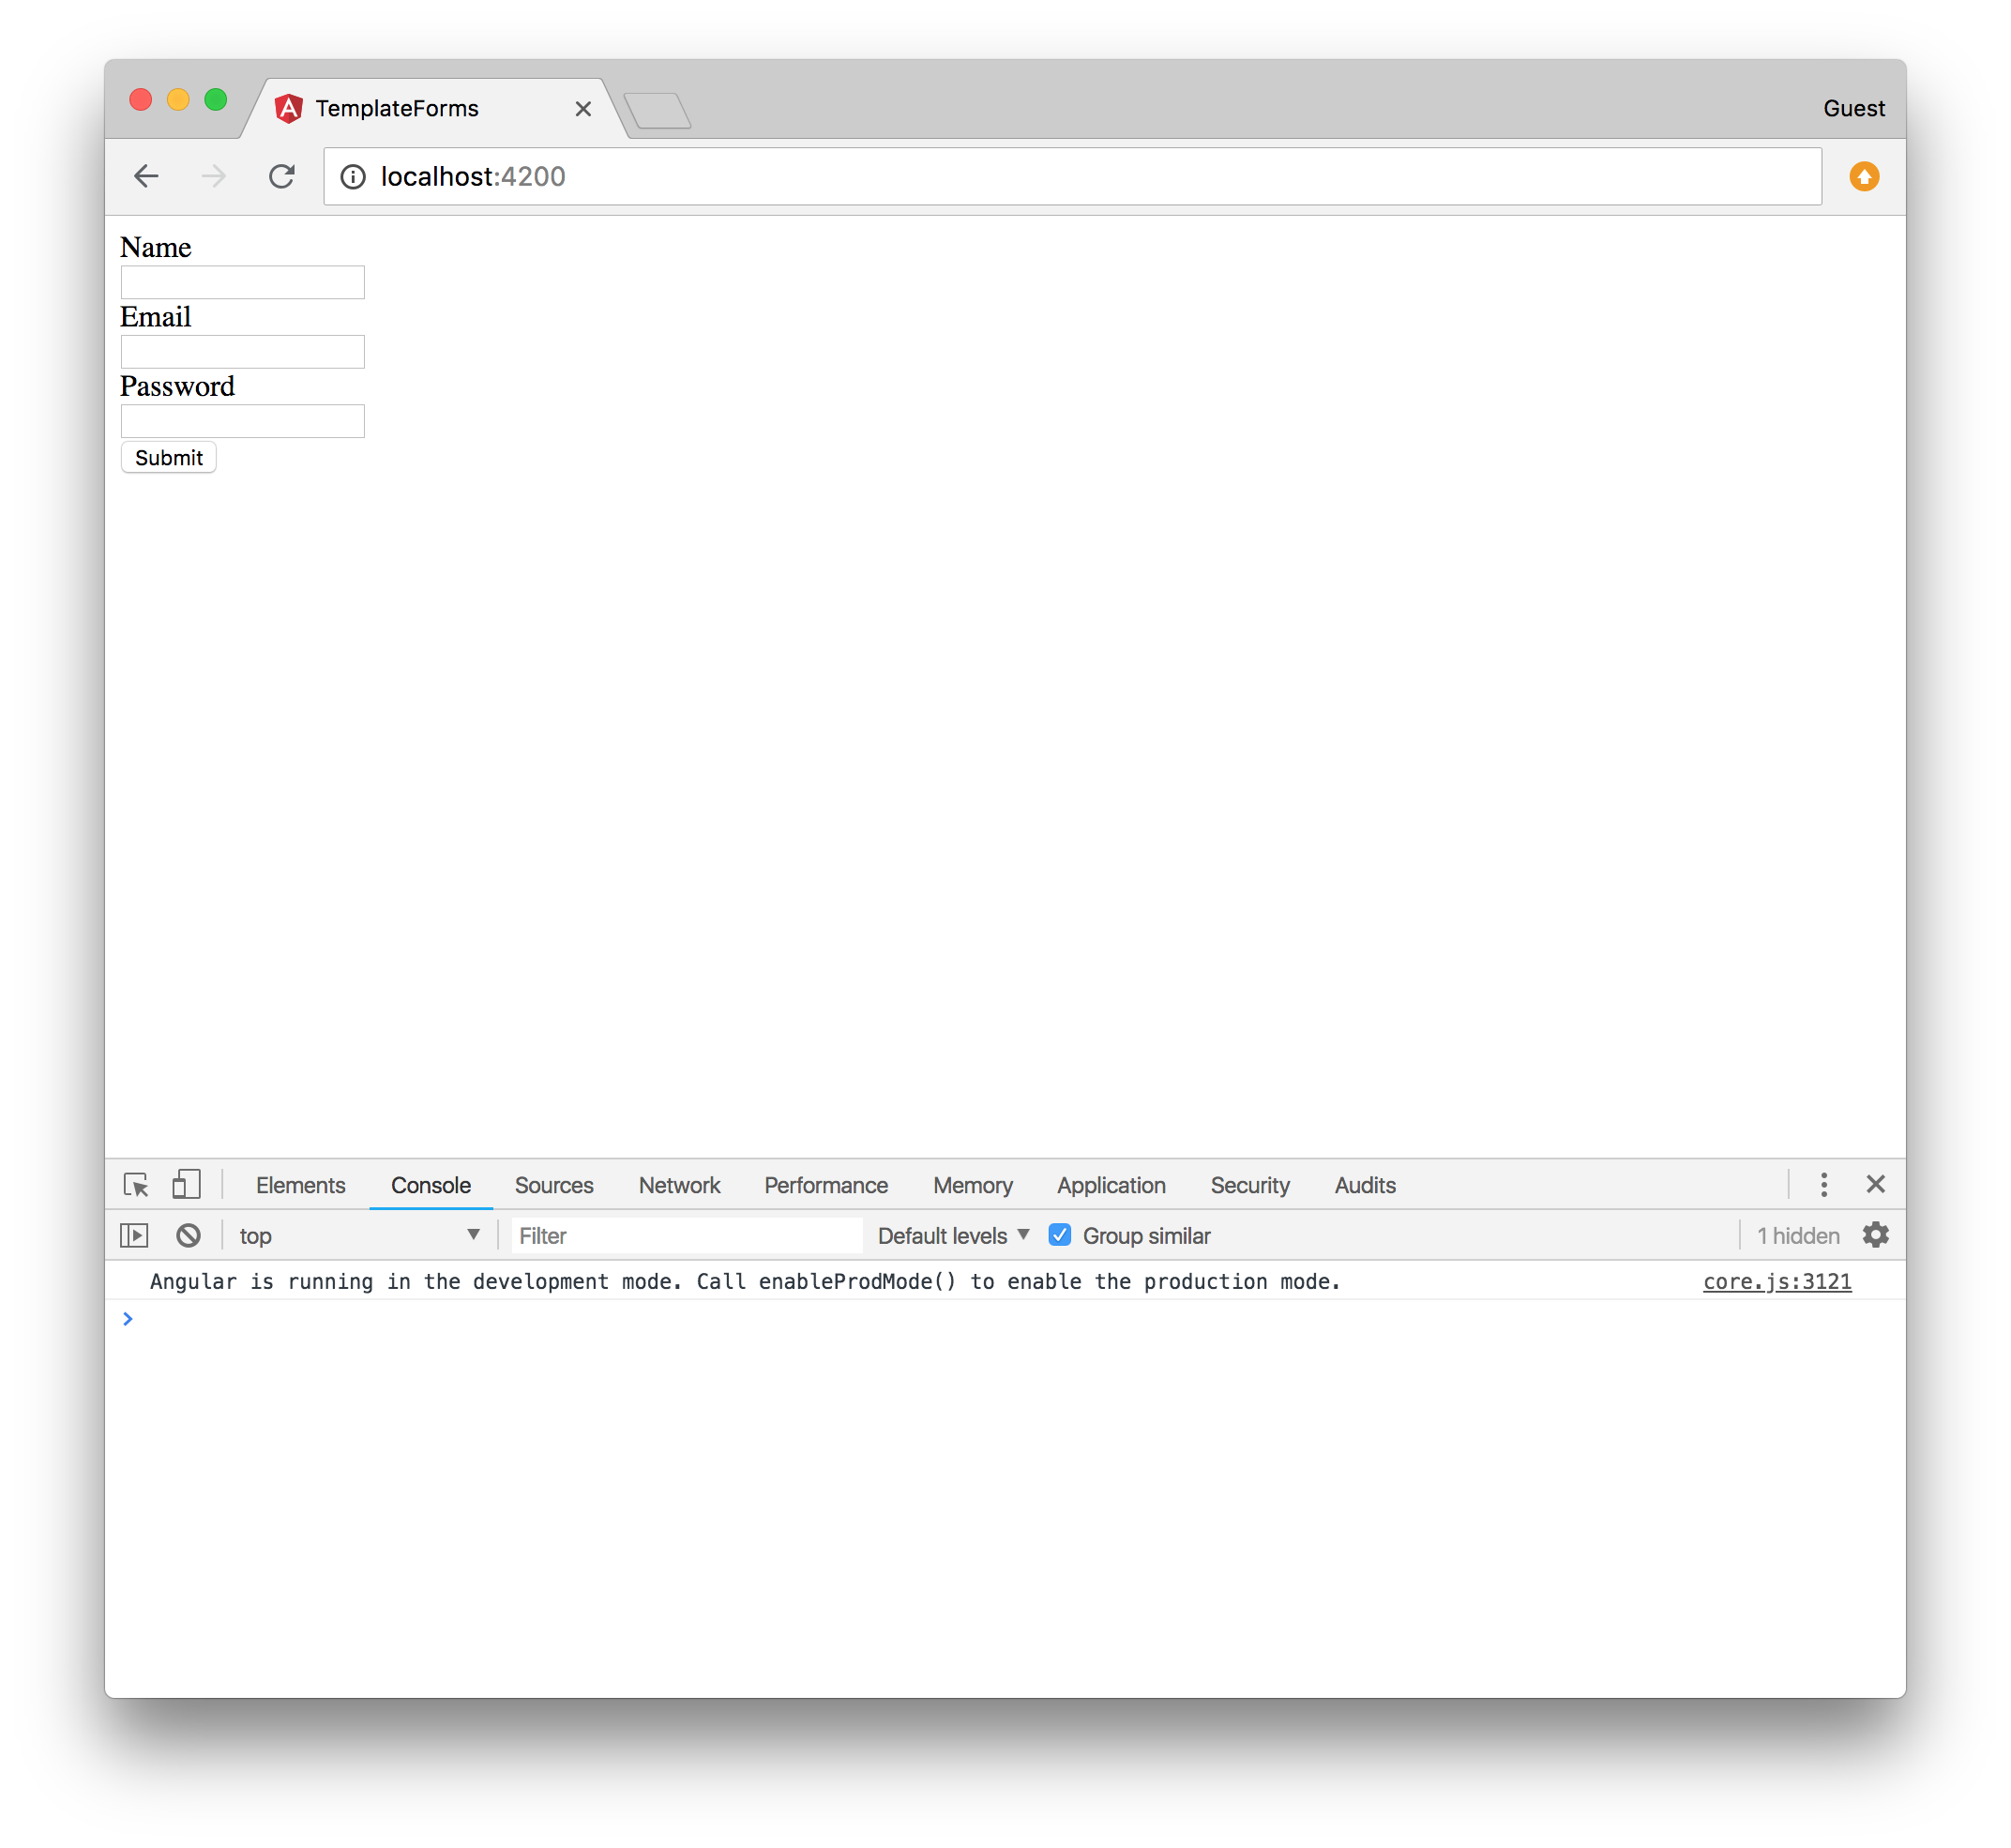 TemplateForms
Guest
localhost:4200
Name
Email
Password
Submit
Elements Console Sources Network Performance Memory Application Security Audits
top Filter Default levels Group similar 1 hidden
Angular is running in the development mode. Call enableProdMode() to enable the production mode. core.js:3121